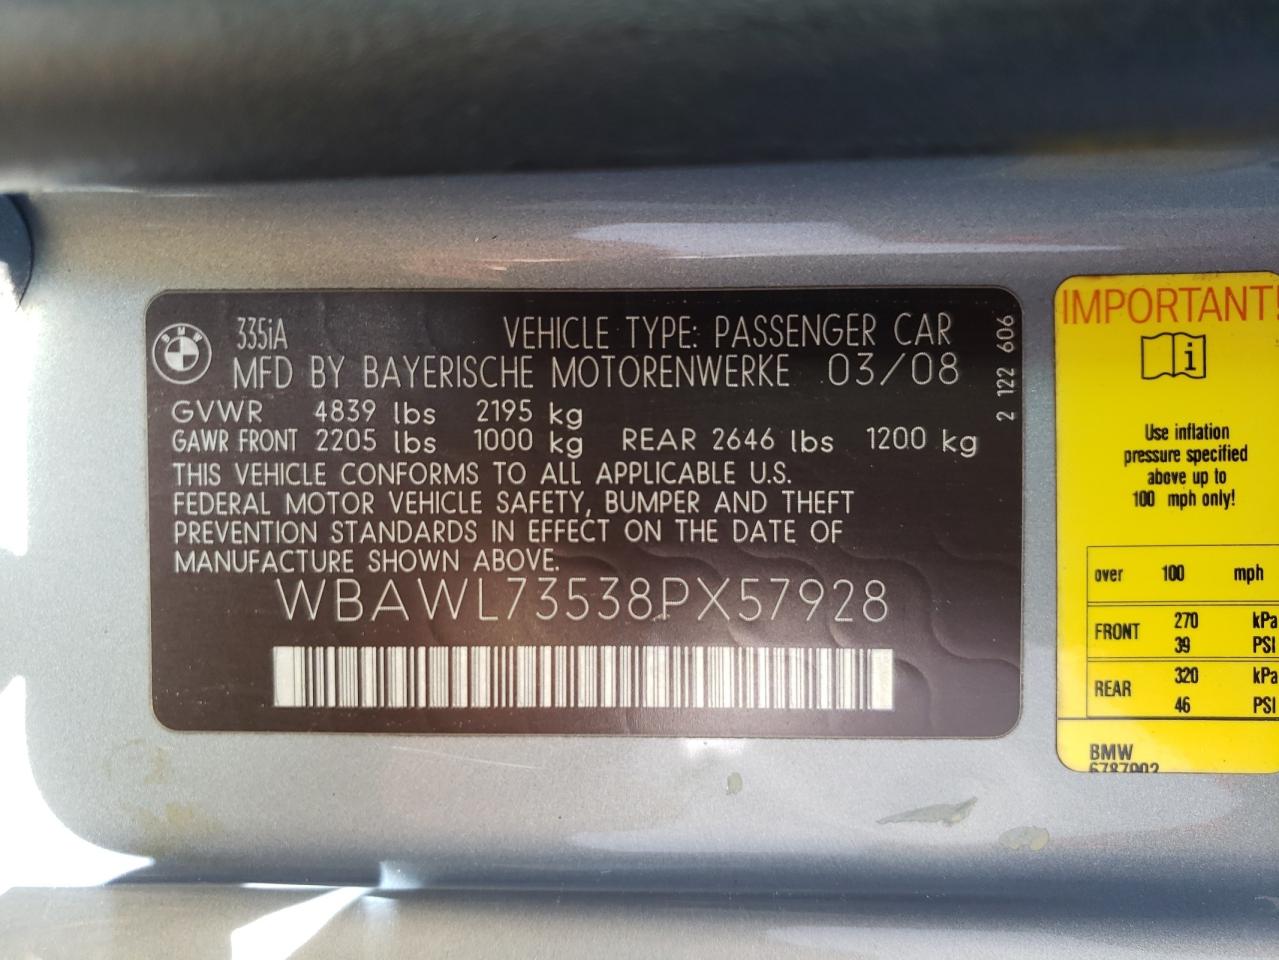 335iA VEHICLE TYPE: PASSENGER CAR
MFD BY BAYERISCHE MOTORENWERKE 03/08
GVWR 4839 lbs 2195 kg
GAWR FRONT 2205 lbs 1000 kg REAR 2646 lbs 1200 kg
THIS VEHICLE CONFORMS TO ALL APPLICABLE U.S.
FEDERAL MOTOR VEHICLE SAFETY, BUMPER AND THEFT
PREVENTION STANDARDS IN EFFECT ON THE DATE OF
MANUFACTURE SHOWN ABOVE.
WBAWL73538PX57928
2 122 606
IMPORTANT!
Use inflation
pressure specified
above up to
100 mph only!
over 100 mph
FRONT 270 kPa
39 PSI
REAR 320 kPa
46 PSI
BMW